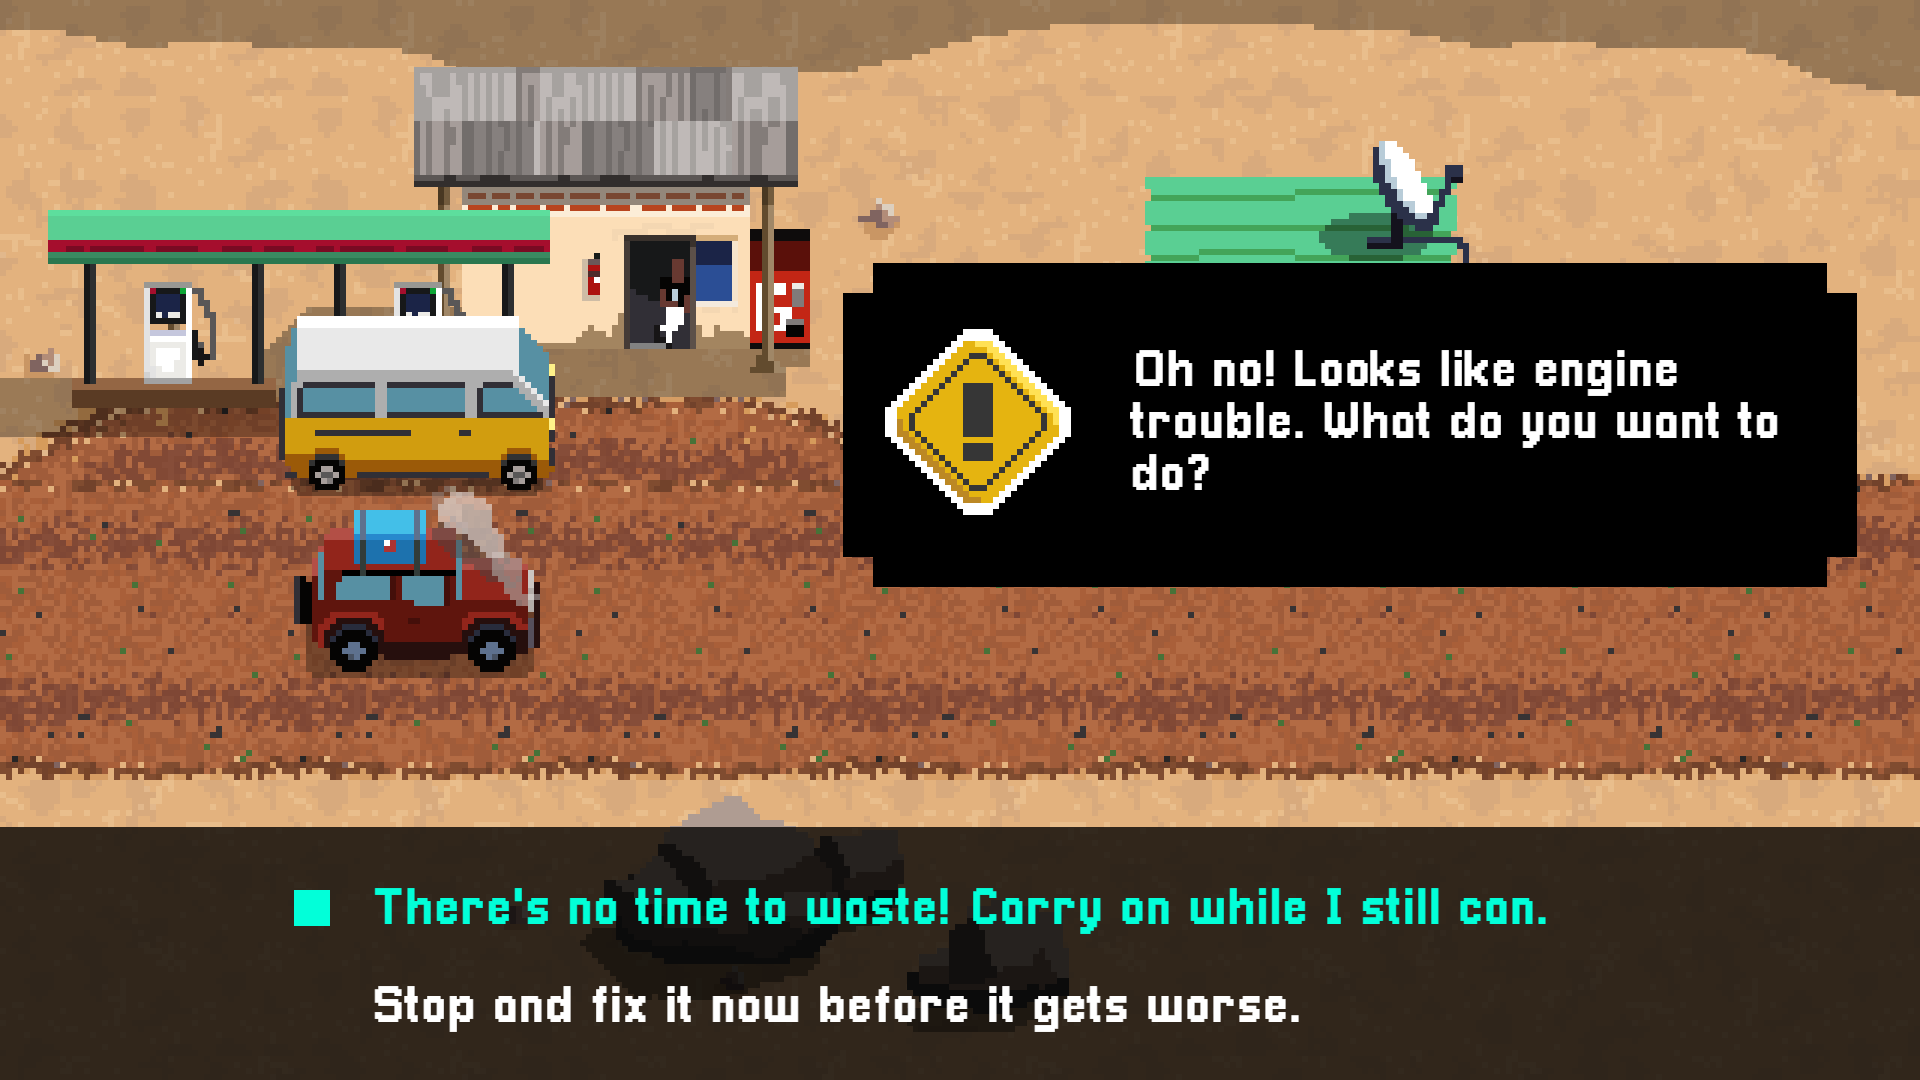 Oh no! Looks like engine
trouble. What do you want to
do?
There's no time to waste! Carry on while I still can.
Stop and fix it now before it gets worse.